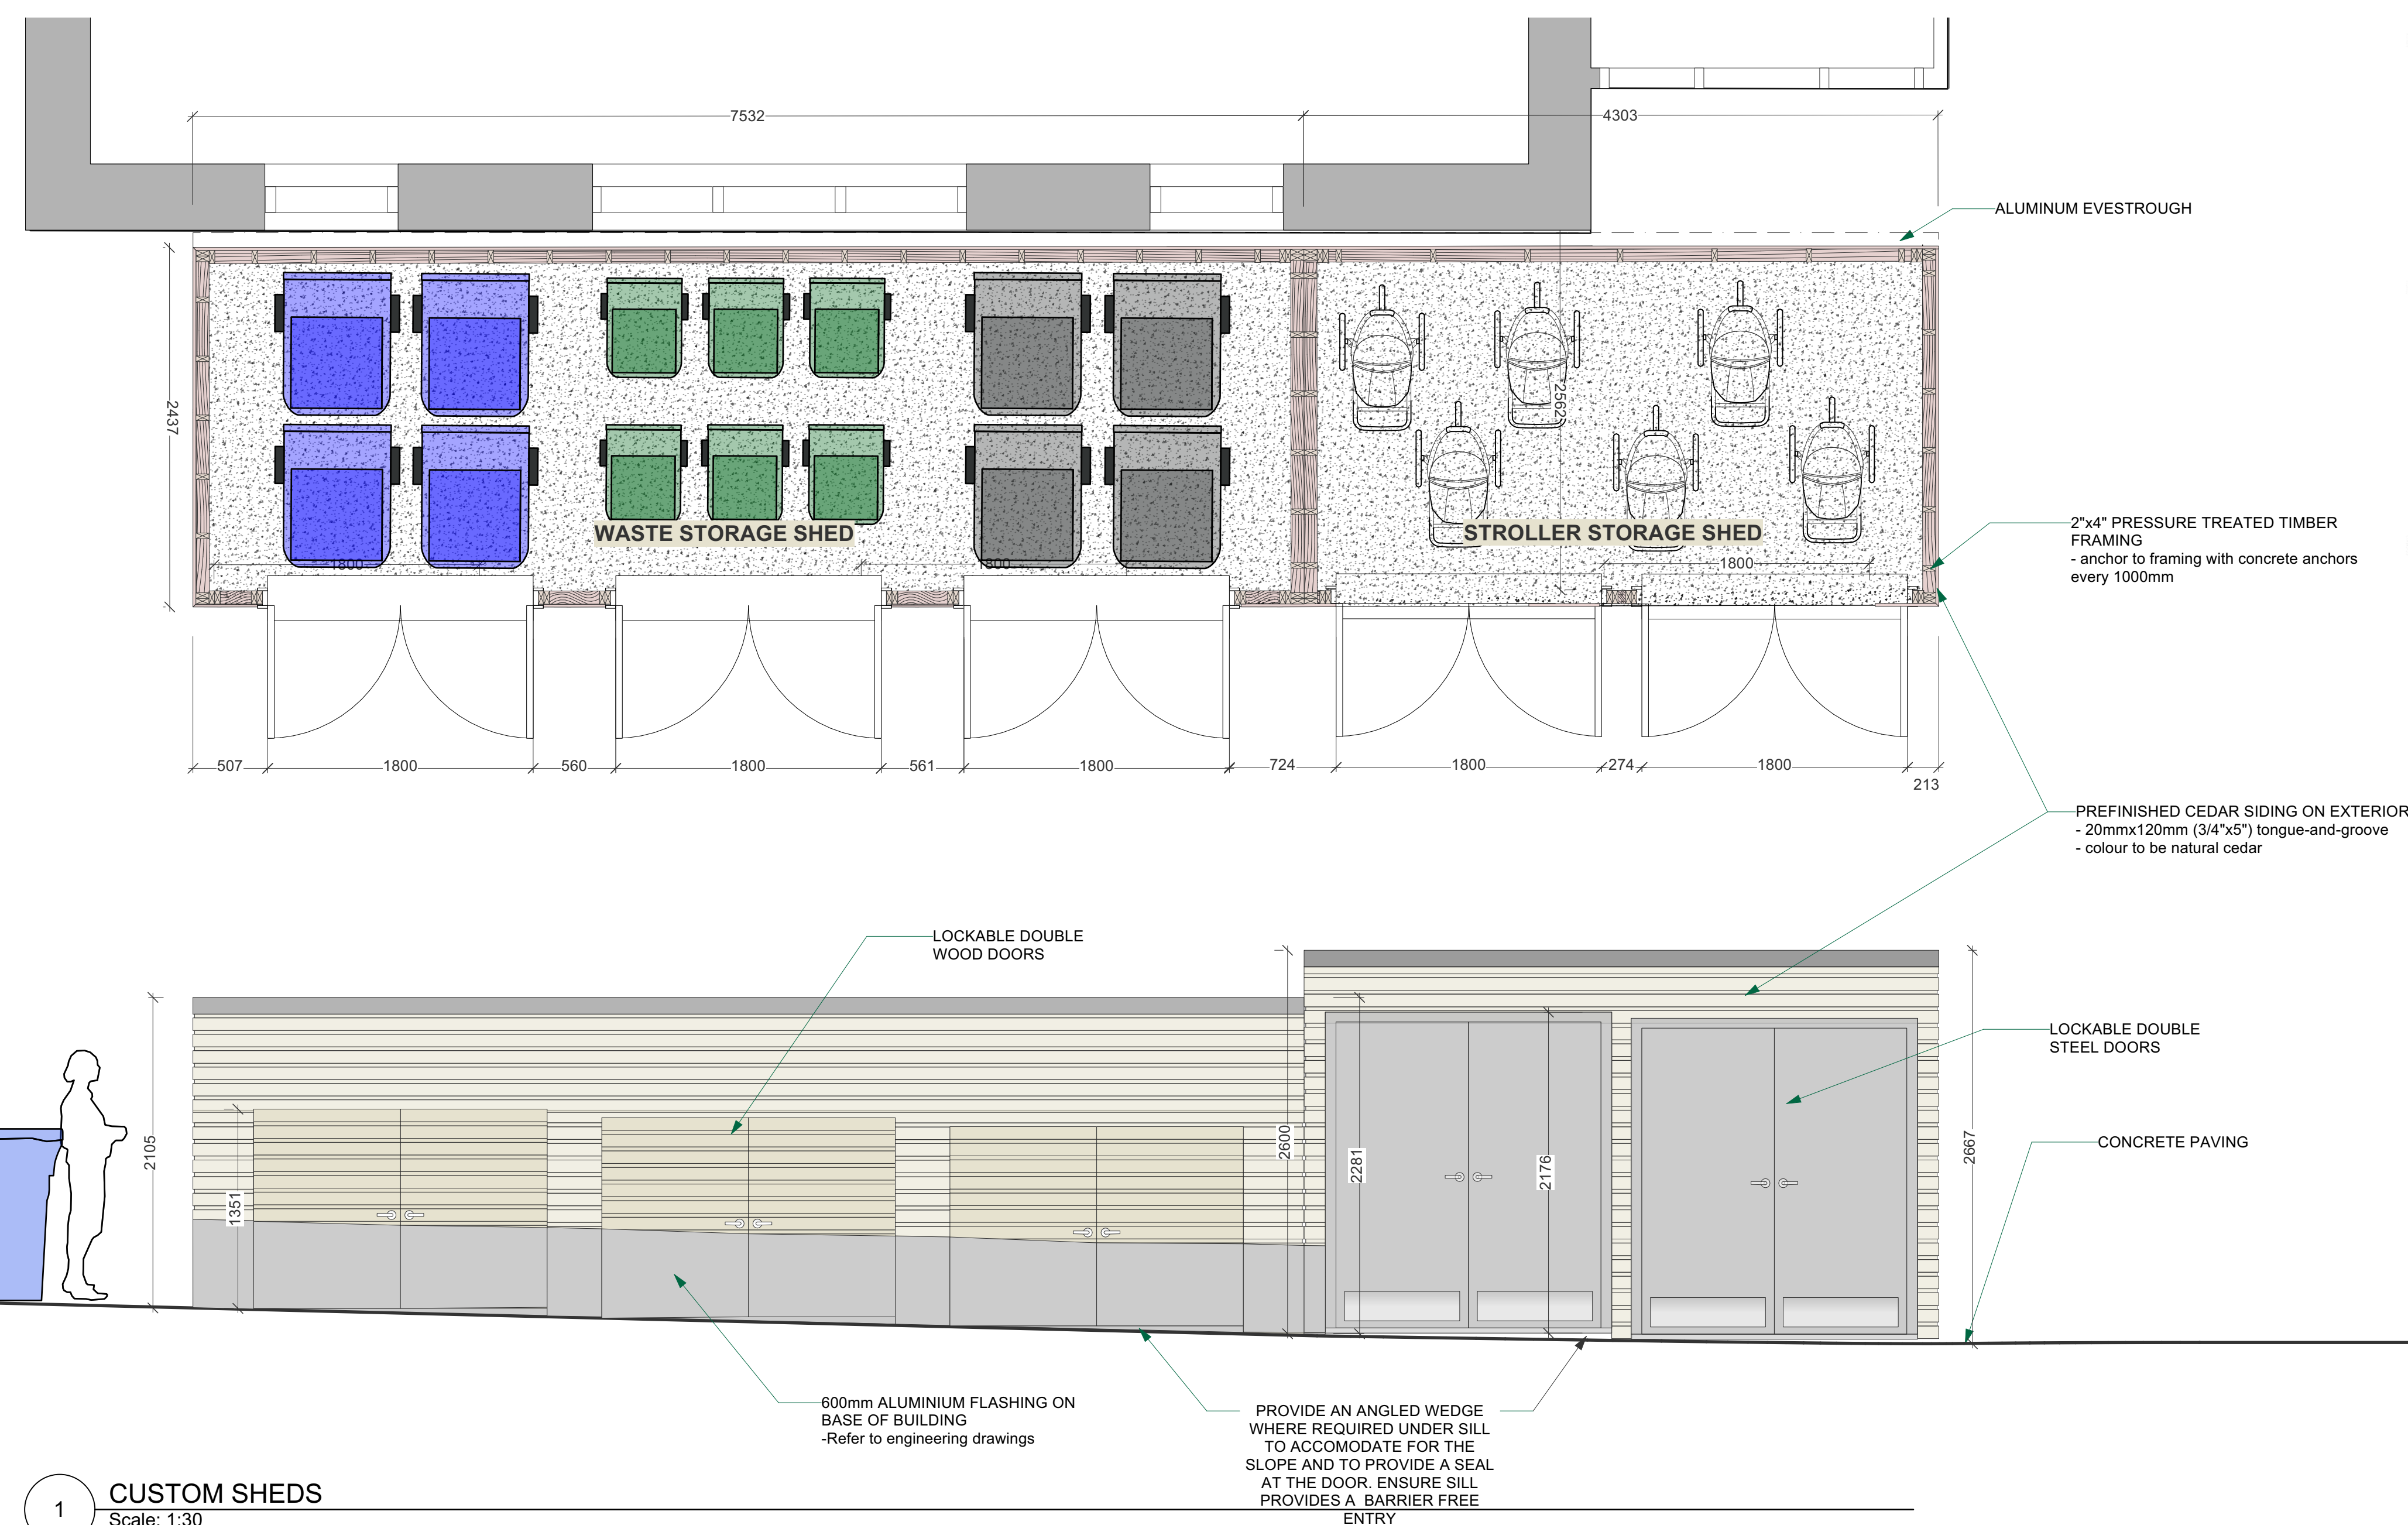 7532
4303
ALUMINUM EVESTROUGH
2437
2562
WASTE STORAGE SHED
STROLLER STORAGE SHED
2"x4" PRESSURE TREATED TIMBER
FRAMING
- anchor to framing with concrete anchors
every 1000mm
1800
1800
1800
507
1800
560
1800
561
1800
724
1800
274
1800
213
PREFINISHED CEDAR SIDING ON EXTERIOR
- 20mmx120mm (3/4"x5") tongue-and-groove
- colour to be natural cedar
LOCKABLE DOUBLE
WOOD DOORS
LOCKABLE DOUBLE
STEEL DOORS
CONCRETE PAVING
2105
1351
2600
2281
2176
2667
600mm ALUMINIUM FLASHING ON
BASE OF BUILDING
-Refer to engineering drawings
PROVIDE AN ANGLED WEDGE
WHERE REQUIRED UNDER SILL
TO ACCOMODATE FOR THE
SLOPE AND TO PROVIDE A SEAL
AT THE DOOR. ENSURE SILL
PROVIDES A BARRIER FREE
ENTRY
1
CUSTOM SHEDS
Scale: 1:30